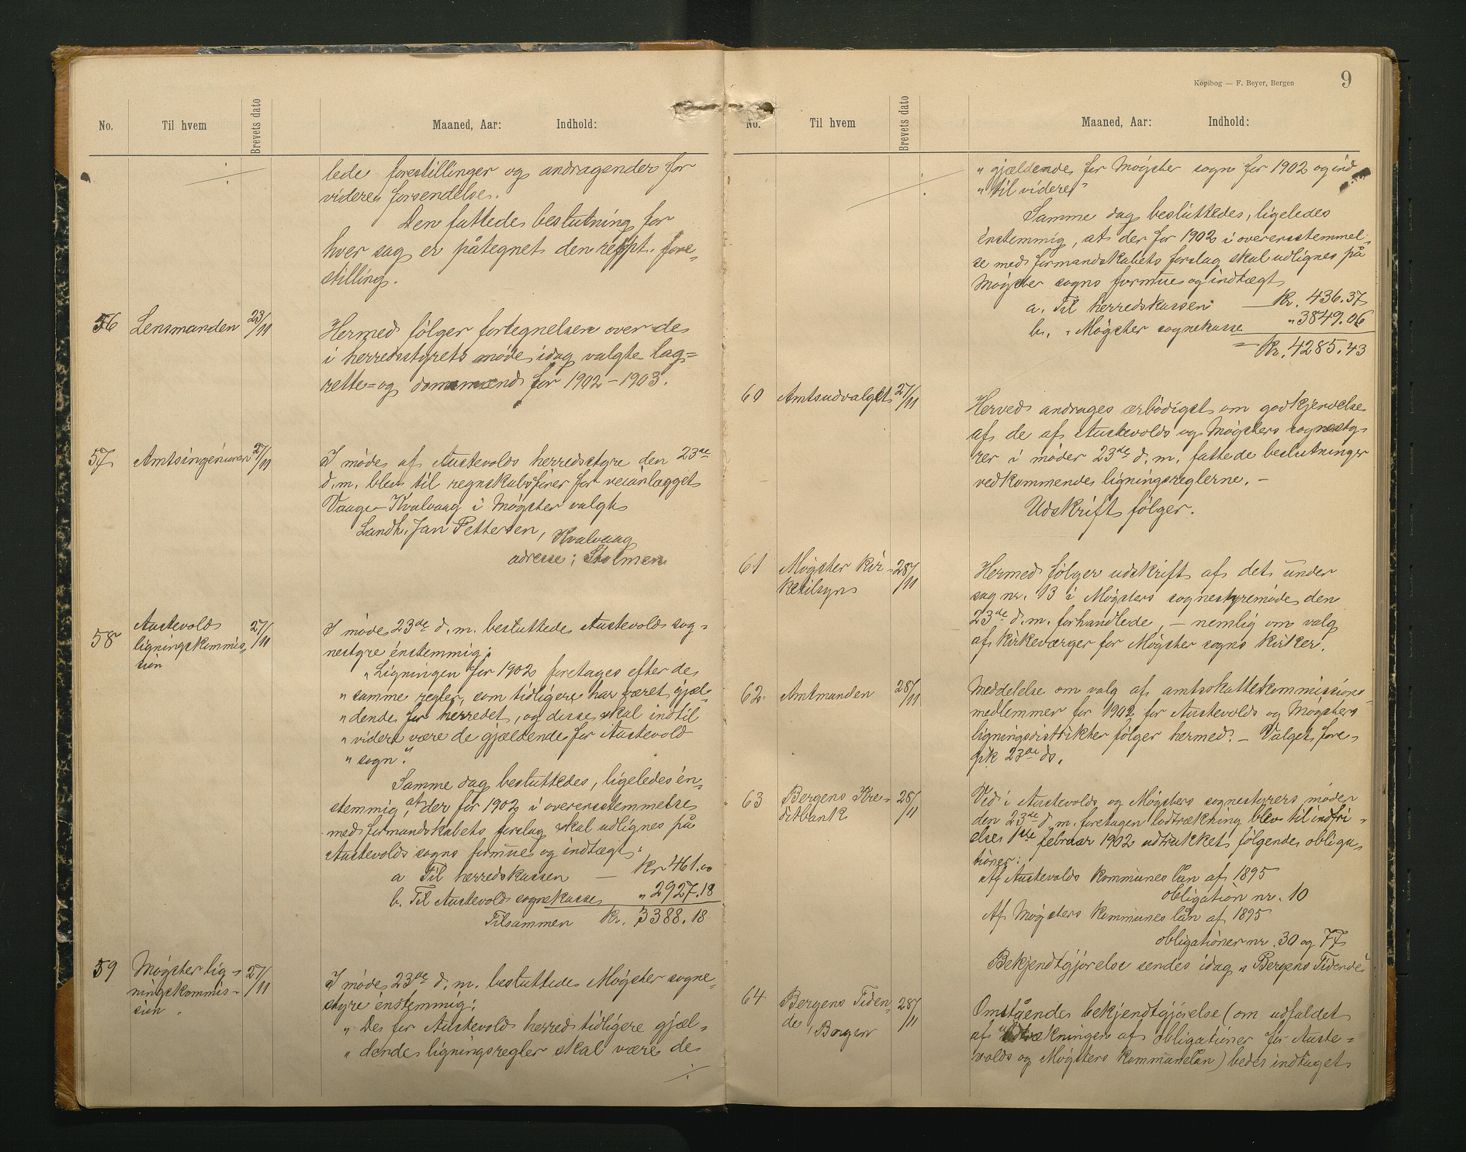 No. Til hvem Brevets dato Maaned, Aar: Indhold:
lede forestillinger og andragender for
videre forsendelse.
Den fattede beslutning for
hver sag er påtegnet den respt. fore-
stilling.
56 Lensmanden 23/11 Hermed følger fortegnelsen over de
i herredsstyrets møde idag valgte lag=
rette= og domsmænd for 1902 - 1903.
57 Amtsingeniøren 27/11 I møde af Austevolds herredsstyre den 23de
d.m. blev til regnskabsfører for veianlægget
Vaage - Kvalvaag i Møgster valgt
Landh. Jan Pettersen, Kvalvaag
adresse: Stolmen
58 Austevolds
ligningskommis-
sion 27/11 I møde 23de d.m. besluttedes Austevolds sog-
nestyre énstemmig:
"Ligningen for 1902 foretages efter de
" samme regler, som tidligere har været gjæl-
" dende for herredet, og disse skal indtil
" videre være de gjældende for Austevold
" sogn".
Samme dag besluttedes, ligeledes én-
stemmig, at der for 1902 i overensstemmelse
med formandskabets forslag skal udlignes på
Austevolds sogns formue og indtægt:
a Til herredskassen — Kr. 461.00
b. Til Austevolds sognekasse " 2927.18
Tilsammen Kr. 3388.18
59 Møgster lig=
ningskommis=
sion 27/11 I møde 23de d.m. besluttedes Møgster sogne-
styre énstemmig:
" De for Austevolds herred tidligere gjæl-
" dende ligningsregler skal være de
·/·
Kopibog — F. Beyer, Bergen 9
No. Til hvem Brevets dato Maaned, Aar: Indhold:
" gjældende for Møgster sogn for 1902 og ind-
" til videre".
Samme dag besluttedes, ligeledes
énstemmig, at der for 1902 i overensstemmel-
se med formandskabets forslag skal udlignes på
Møgster sogns formue og indtægt
a. Til herredskassen — Kr. 436.37
b. " Møgster sognekasse " 3849.06
= Kr. 4285.43
60 Amtsudvalget 27/11 Herved andrages ærbødigst om godkjendelse
af de af Austevolds og Møgsters sognesty-
rer i møder 23de d.m. fattede beslutninger
vedkommende ligningsreglerne. —
Udskrift følger.
61 Møgster kir-
ketilsyn 28/11 Hermed følger udskrift af det under
sag nr. 13 i Møgsters sognestyremøde den
23de d.m. forhandlede, — nemlig om valg
af kirkeværger for Møgster sogns kirker.
62. Amtmanden 28/11 Meddelelse om valg af amtsskattekommissions-
medlemmer for 1902 for Austevolds og Møgsters
ligningsdistrikter følger hermed. — Valget fore-
gik 23de ds.
63 Bergens Kre-
ditbank 28/11 Ved i Austevolds og Møgsters sognestyrers møder
den 23de d.m. foretagen lodtrækning blev til indfri-
else 1ste februar 1902 udtrukket følgende obliga-
tioner:
Af Austevolds kommunes lån af 1895
obligation nr. 10
Af Møgsters kommunes lån af 1895
obligationer nr. 30 og 77
Bekjendtgjørelse sendes idag "Bergens Tidende"
64 Bergens Tiden-
de, Bergen 28/11 Omstående bekjendtgjørelse (om udfaldet
af udtrækningen af obligationer for Auste-
volds og Møgsters kommunelån) bedes indtaget